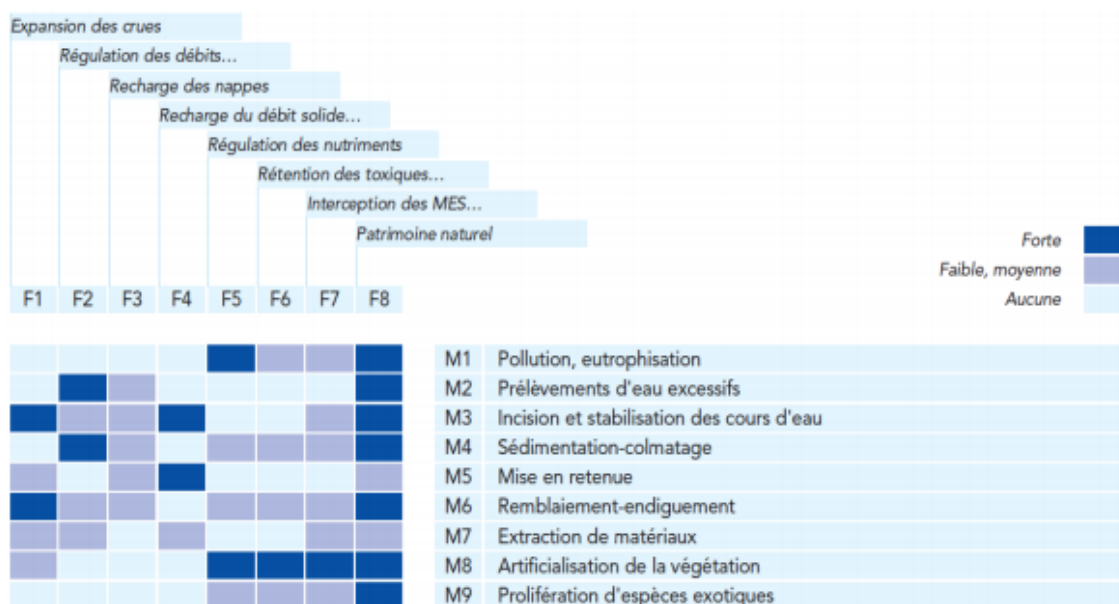 Expansion des crues
Régulation des débits...
Recharge des nappes
Recharge du débit solide...
Régulation des nutriments
Rétention des toxiques...
Interception des MES...
Patrimoine naturel
Forte
Faible, moyenne
F1 F2 F3 F4 F5 F6 F7 F8 Aucune
M1 Pollution, eutrophisation
M2 Prélèvements d'eau excessifs
M3 Incision et stabilisation des cours d'eau
M4 Sédimentation-colmatage
M5 Mise en retenue
M6 Remblaiement-endiguement
M7 Extraction de matériaux
M8 Artificialisation de la végétation
M9 Prolifération d'espèces exotiques